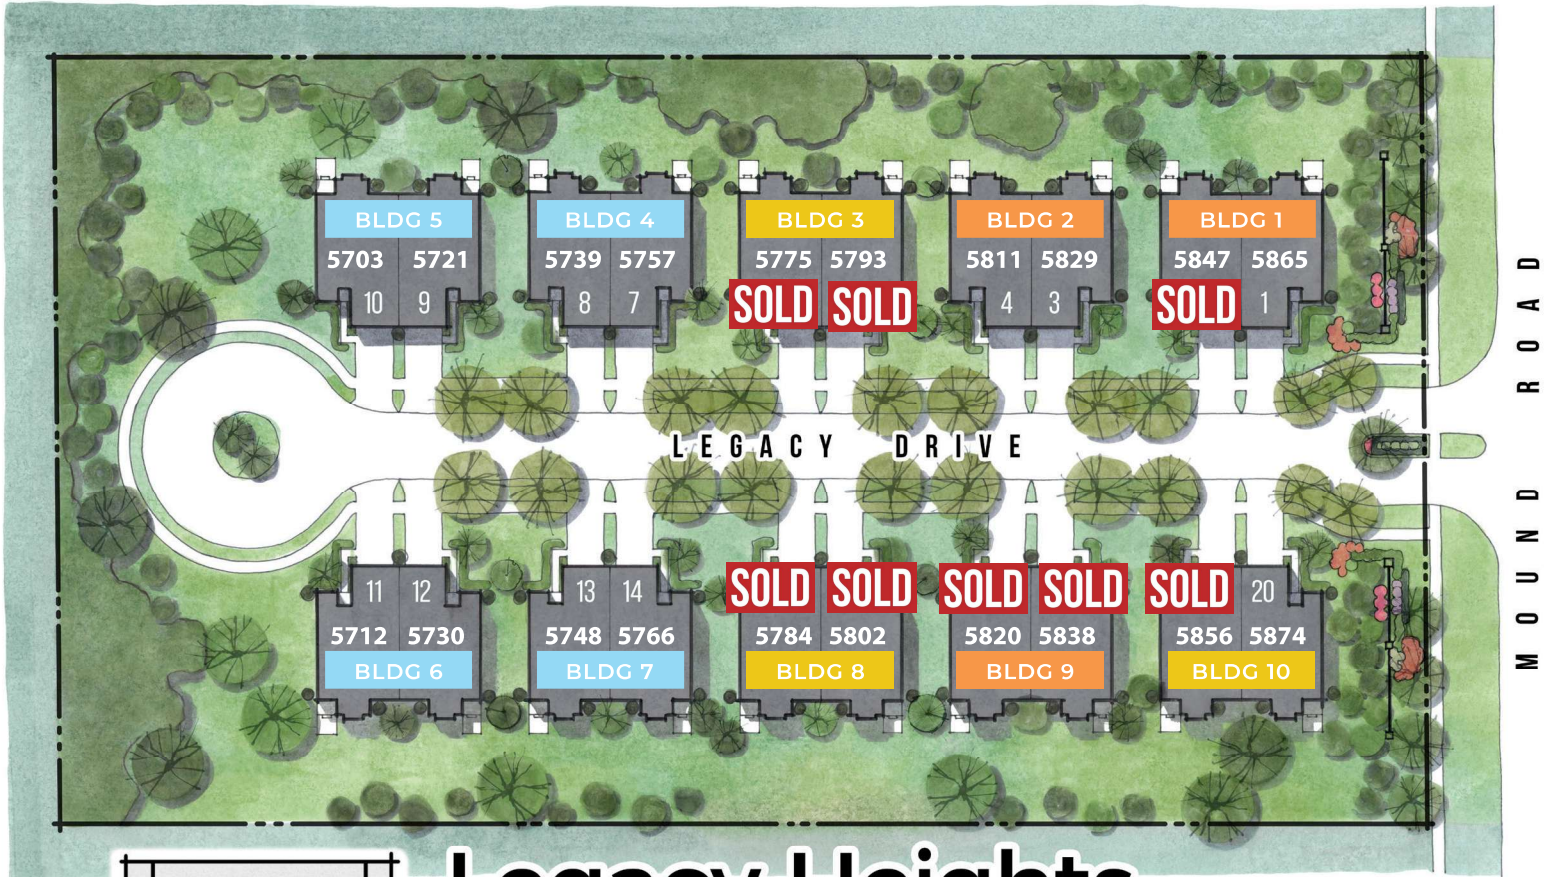 BLDG 5 BLDG 4 BLDG 3 BLDG 2 BLDG 1
5703 5721 5739 5757 5775 5793 5811 5829 5847 5865
10 9 8 7 SOLD SOLD 4 3 SOLD 1
LEGACY DRIVE
MOUND ROAD
11 12 13 14 SOLD SOLD SOLD SOLD SOLD 20
5712 5730 5748 5766 5784 5802 5820 5838 5856 5874
BLDG 6 BLDG 7 BLDG 8 BLDG 9 BLDG 10
Legacy Heights